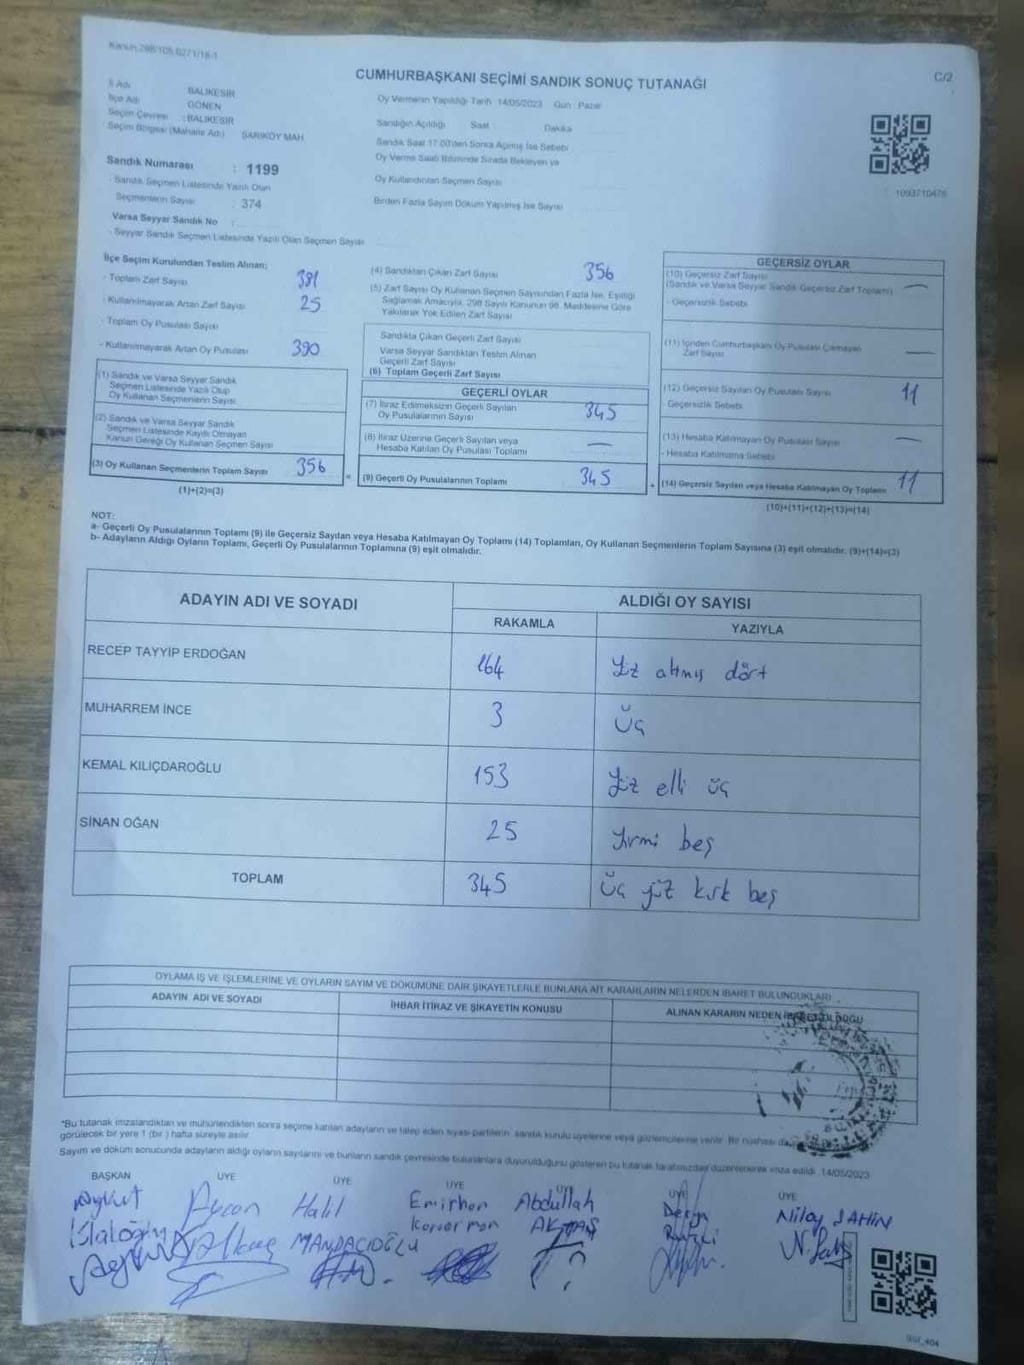 Kanun 298/105,6271/18-1
C/2
CUMHURBAŞKANI SEÇİMİ SANDIK SONUÇ TUTANAĞI
İl Adı BALIKESİR
İlçe Adı GÖNEN
Seçim Çevresi : BALIKESİR
Seçim Bölgesi (Mahalle Adı) SARIKÖY MAH
Oy Vermenin Yapıldığı Tarih 14/05/2023 Gün : Pazar
Sandığın Açıldığı Saat Dakika
Sandık Saat 17:00'den Sonra Açılmış İse Sebebi
Oy Verme Saati Bitiminde Sırada Bekleyen ve
Oy Kullandırılan Seçmen Sayısı
Birden Fazla Sayım Döküm Yapılmış İse Sayısı
1093710476
Sandık Numarası : 1199
- Sandık Seçmen Listesinde Yazılı Olan
Seçmenlerin Sayısı : 374
Varsa Seyyar Sandık No :
- Seyyar Sandık Seçmen Listesinde Yazılı Olan Seçmen Sayısı
İlçe Seçim Kurulundan Teslim Alınan;
- Toplam Zarf Sayısı 381
- Kullanılmayarak Artan Zarf Sayısı 25
- Toplam Oy Pusulası Sayısı
- Kullanılmayarak Artan Oy Pusulası 390
(1) Sandık ve Varsa Seyyar Sandık
Seçmen Listesinde Yazılı Olup
Oy Kullanan Seçmenlerin Sayısı
(2) Sandık ve Varsa Seyyar Sandık
Seçmen Listesinde Kayıtlı Olmayan
Kanun Gereği Oy Kullanan Seçmen Sayısı
(3) Oy Kullanan Seçmenlerin Toplam Sayısı 356
(1)+(2)=(3)
(4) Sandıktan Çıkan Zarf Sayısı 356
(5) Zarf Sayısı Oy Kullanan Seçmen Sayısından Fazla İse, Eşitliği
Sağlamak Amacıyla, 298 Sayılı Kanunun 98. Maddesine Göre
Yakılarak Yok Edilen Zarf Sayısı
Sandıkta Çıkan Geçerli Zarf Sayısı
Varsa Seyyar Sandıktan Teslim Alınan
Geçerli Zarf Sayısı
(6) Toplam Geçerli Zarf Sayısı
GEÇERLİ OYLAR
(7) İtiraz Edilmeksizin Geçerli Sayılan
Oy Pusulalarının Sayısı 345
(8) İtiraz Üzerine Geçerli Sayılan veya
Hesaba Katılan Oy Pusulası Toplamı —
= (9) Geçerli Oy Pusulalarının Toplamı 345 +
GEÇERSİZ OYLAR
(10) Geçersiz Zarf Sayısı
(Sandık ve Varsa Seyyar Sandık Geçersiz Zarf Toplamı) —
- Geçersizlik Sebebi
(11) İçinden Cumhurbaşkanı Oy Pusulası Çıkmayan
Zarf Sayısı —
(12) Geçersiz Sayılan Oy Pusulası Sayısı 11
Geçersizlik Sebebi
(13) Hesaba Katılmayan Oy Pusulası Sayısı —
- Hesaba Katılmama Sebebi
(14) Geçersiz Sayılan veya Hesaba Katılmayan Oy Toplamı 11
(10)+(11)+(12)+(13)=(14)
NOT:
a- Geçerli Oy Pusulalarının Toplamı (9) ile Geçersiz Sayılan veya Hesaba Katılmayan Oy Toplamı (14) Toplamları, Oy Kullanan Seçmenlerin Toplam Sayısına (3) eşit olmalıdır. (9)+(14)=(3)
b- Adayların Aldığı Oyların Toplamı, Geçerli Oy Pusulalarının Toplamına (9) eşit olmalıdır.
ADAYIN ADI VE SOYADI ALDIĞI OY SAYISI
RAKAMLA YAZIYLA
RECEP TAYYİP ERDOĞAN 164 Yüz altmış dört
MUHARREM İNCE 3 Üç
KEMAL KILIÇDAROĞLU 153 Yüz elli üç
SİNAN OĞAN 25 Yirmi beş
TOPLAM 345 Üç yüz kırk beş
OYLAMA İŞ VE İŞLEMLERİNE VE OYLARIN SAYIM VE DÖKÜMÜNE DAİR ŞİKAYETLERLE BUNLARA AİT KARARLARIN NELERDEN İBARET BULUNDUKLARI
ADAYIN ADI VE SOYADI İHBAR İTİRAZ VE ŞİKAYETİN KONUSU ALINAN KARARIN NEDEN İBARET OLDUĞU
*Bu tutanak imzalandıktan ve mühürlendikten sonra seçime katılan adayların ve talep eden siyasi partilerin sandık kurulu üyelerine veya gözlemcilerine verilir. Bir nüshası
görülecek bir yere 1 (bir ) hafta süreyle asılır.
Sayım ve döküm sonucunda adayların aldığı oyların sayılarını ve bunların sandık çevresinde bulunanlara duyurulduğunu gösteren bu tutanak tarafımızdan düzenlenerek imza edildi. 14/05/2023
BAŞKAN ÜYE ÜYE ÜYE ÜYE ÜYE ÜYE
Aykut Halil Emirhan Abdullah Nilay ŞAHİN
MANDACIOĞLU AKTAŞ